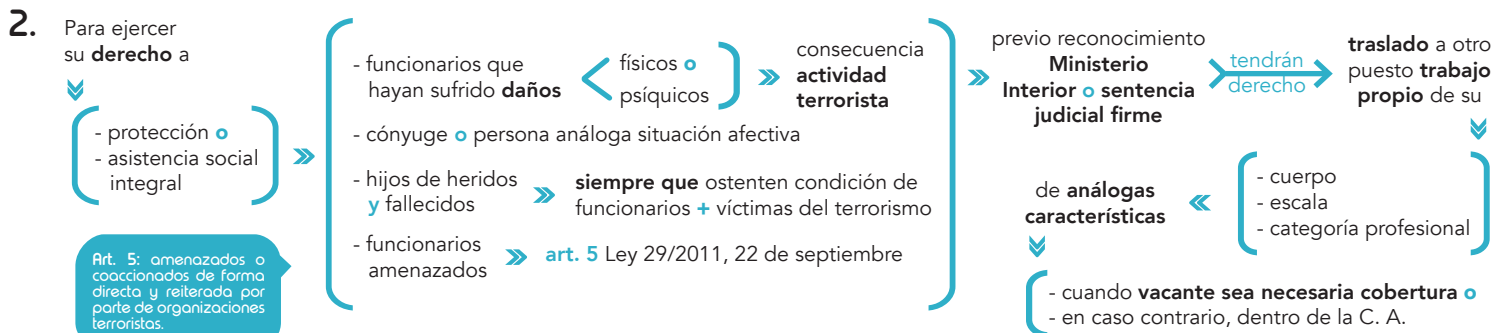 2.
Para ejercer
su derecho a
- protección o
- asistencia social
integral
Art. 5: amenazados o
coaccionados de forma
directa y reiterada por
parte de organizaciones
terroristas.
- funcionarios que
hayan sufrido daños
físicos o
psíquicos
consecuencia
actividad
terrorista
- cónyuge o persona análoga situación afectiva
- hijos de heridos
y fallecidos
siempre que ostenten condición de
funcionarios + víctimas del terrorismo
- funcionarios
amenazados
art. 5 Ley 29/2011, 22 de septiembre
previo reconocimiento
Ministerio
Interior o sentencia
judicial firme
tendrán
derecho
traslado a otro
puesto trabajo
propio de su
- cuerpo
- escala
- categoría profesional
de análogas
características
- cuando vacante sea necesaria cobertura o
- en caso contrario, dentro de la C. A.